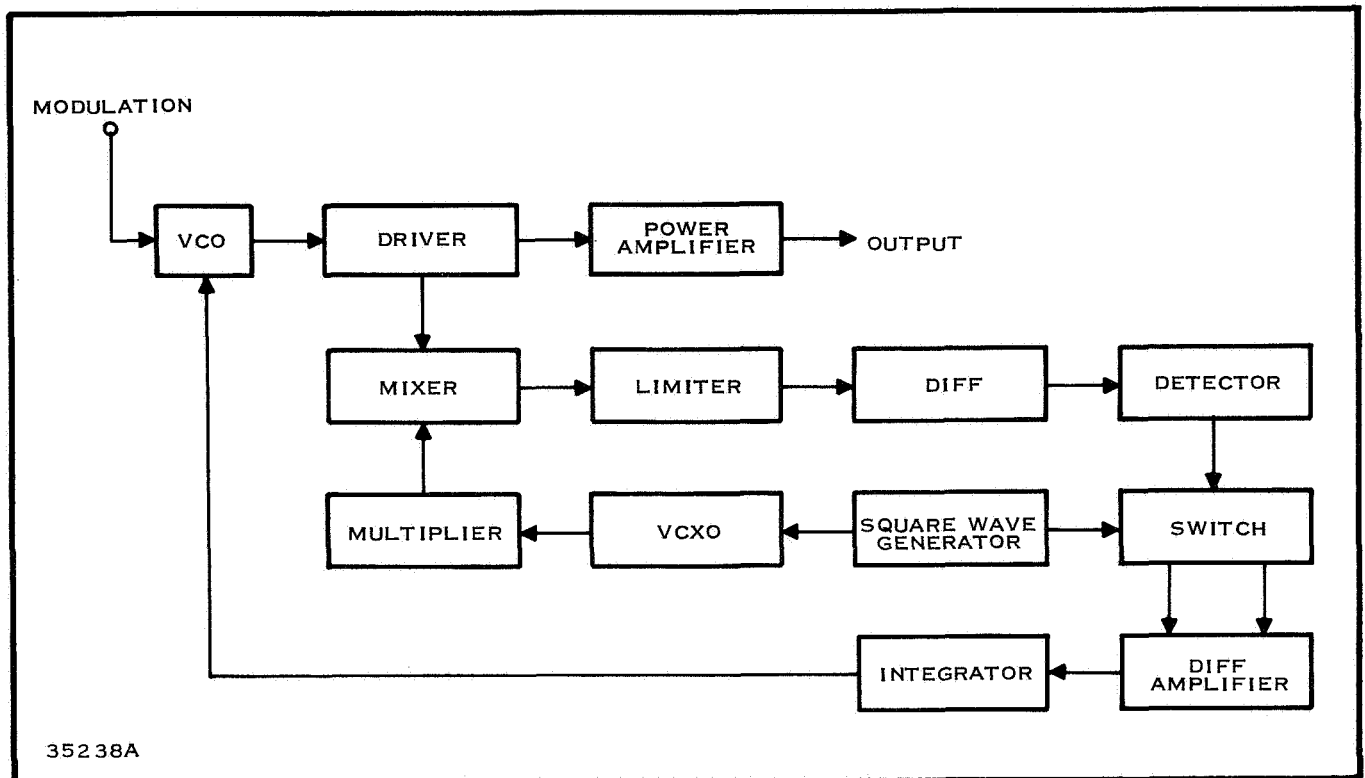 MODULATION
VCO
DRIVER
POWER
AMPLIFIER
OUTPUT
MIXER
LIMITER
DIFF
DETECTOR
MULTIPLIER
VCXO
SQUARE WAVE
GENERATOR
SWITCH
INTEGRATOR
DIFF
AMPLIFIER
35238A